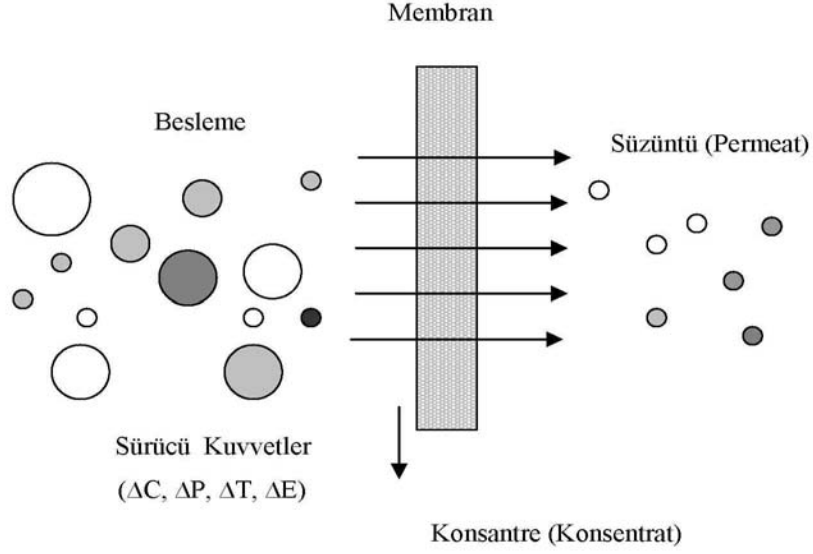 Membran
Besleme
Süzüntü (Permeat)
Sürücü Kuvvetler
(ΔC, ΔP, ΔT, ΔE)
Konsantre (Konsentrat)